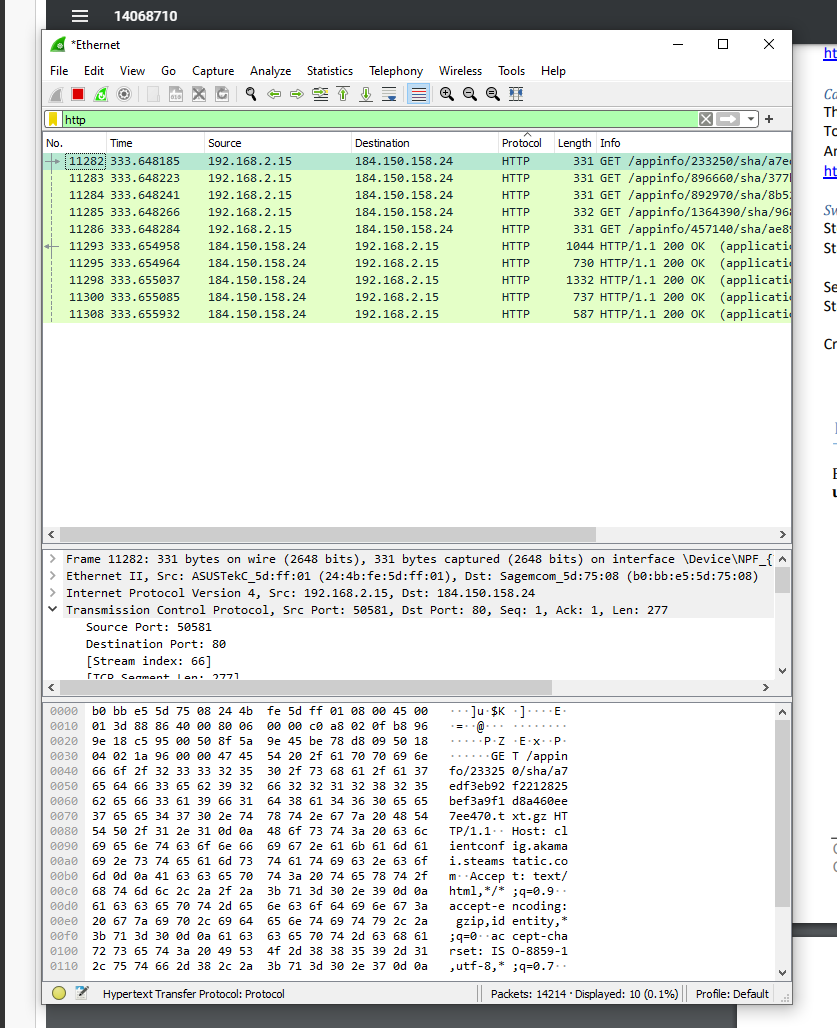 14068710
*Ethernet
File Edit View Go Capture Analyze Statistics Telephony Wireless Tools Help
http
No. Time Source Destination Protocol Length Info
11282 333.648185 192.168.2.15 184.150.158.24 HTTP 331 GET /appinfo/233250/sha/a7e
11283 333.648223 192.168.2.15 184.150.158.24 HTTP 331 GET /appinfo/896660/sha/377
11284 333.648241 192.168.2.15 184.150.158.24 HTTP 331 GET /appinfo/892970/sha/8b5
11285 333.648266 192.168.2.15 184.150.158.24 HTTP 332 GET /appinfo/1364390/sha/96
11286 333.648284 192.168.2.15 184.150.158.24 HTTP 331 GET /appinfo/457140/sha/ae8
11293 333.654958 184.150.158.24 192.168.2.15 HTTP 1044 HTTP/1.1 200 OK (applicati
11295 333.654964 184.150.158.24 192.168.2.15 HTTP 730 HTTP/1.1 200 OK (applicati
11298 333.655037 184.150.158.24 192.168.2.15 HTTP 1332 HTTP/1.1 200 OK (applicati
11300 333.655085 184.150.158.24 192.168.2.15 HTTP 737 HTTP/1.1 200 OK (applicati
11308 333.655932 184.150.158.24 192.168.2.15 HTTP 587 HTTP/1.1 200 OK (applicati
Frame 11282: 331 bytes on wire (2648 bits), 331 bytes captured (2648 bits) on interface \Device\NPF_{
Ethernet II, Src: ASUSTekC_5d:ff:01 (24:4b:fe:5d:ff:01), Dst: Sagemcom_5d:75:08 (b0:bb:e5:5d:75:08)
Internet Protocol Version 4, Src: 192.168.2.15, Dst: 184.150.158.24
Transmission Control Protocol, Src Port: 50581, Dst Port: 80, Seq: 1, Ack: 1, Len: 277
Source Port: 50581
Destination Port: 80
[Stream index: 66]
[TCP Segment Len: 277]
0000 b0 bb e5 5d 75 08 24 4b fe 5d ff 01 08 00 45 00 ···]u·$K ·]····E·
0010 01 3d 88 86 40 00 80 06 00 00 c0 a8 02 0f b8 96 ·=··@··· ········
0020 9e 18 c5 95 00 50 8f 5a 9e 45 be 78 d8 09 50 18 ·····P·Z ·E·x··P·
0030 04 02 1a 96 00 00 47 45 54 20 2f 61 70 70 69 6e ······GE T /appin
0040 66 6f 2f 32 33 33 32 35 30 2f 73 68 61 2f 61 37 fo/23325 0/sha/a7
0050 65 64 66 33 65 62 39 32 66 32 32 31 32 38 32 35 edf3eb92 f2212825
0060 62 65 66 33 61 39 66 31 64 38 61 34 36 30 65 65 bef3a9f1 d8a460ee
0070 37 65 65 34 37 30 2e 74 78 74 2e 67 7a 20 48 54 7ee470.t xt.gz HT
0080 54 50 2f 31 2e 31 0d 0a 48 6f 73 74 3a 20 63 6c TP/1.1·· Host: cl
0090 69 65 6e 74 63 6f 6e 66 69 67 2e 61 6b 61 6d 61 ientconf ig.akama
00a0 69 2e 73 74 65 61 6d 73 74 61 74 69 63 2e 63 6f i.steams tatic.co
00b0 6d 0d 0a 41 63 63 65 70 74 3a 20 74 65 78 74 2f m··Accep t: text/
00c0 68 74 6d 6c 2c 2a 2f 2a 3b 71 3d 30 2e 39 0d 0a html,*/* ;q=0.9··
00d0 61 63 63 65 70 74 2d 65 6e 63 6f 64 69 6e 67 3a accept-e ncoding:
00e0 20 67 7a 69 70 2c 69 64 65 6e 74 69 74 79 2c 2a gzip,id entity,*
00f0 3b 71 3d 30 0d 0a 61 63 63 65 70 74 2d 63 68 61 ;q=0··ac cept-cha
0100 72 73 65 74 3a 20 49 53 4f 2d 38 38 35 39 2d 31 rset: IS O-8859-1
0110 2c 75 74 66 2d 38 2c 2a 3b 71 3d 30 2e 37 0d 0a ,utf-8,* ;q=0.7··
Hypertext Transfer Protocol: Protocol
Packets: 14214 · Displayed: 10 (0.1%)
Profile: Default